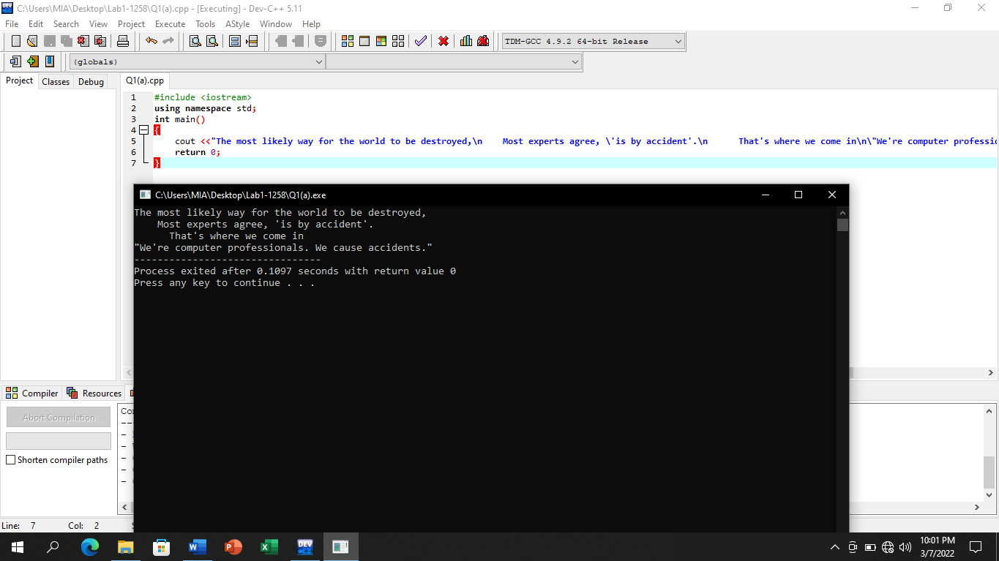 C:\Users\MIA\Desktop\Lab1-1258\Q1(a).cpp - [Executing] - Dev-C++ 5.11
File Edit Search View Project Execute Tools AStyle Window Help
TDM-GCC 4.9.2 64-bit Release
(globals)
Project Classes Debug Q1(a).cpp
1 #include <iostream>
2 using namespace std;
3 int main()
4 {
5 cout <<"The most likely way for the world to be destroyed,\n    Most experts agree, \'is by accident'.\n      That's where we come in\n\"We're computer professio
6 return 0;
7 }
C:\Users\MIA\Desktop\Lab1-1258\Q1(a).exe
The most likely way for the world to be destroyed,
    Most experts agree, 'is by accident'.
      That's where we come in
"We're computer professionals. We cause accidents."
--------------------------------
Process exited after 0.1097 seconds with return value 0
Press any key to continue . . .
Compiler Resources
Abort Compilation
Shorten compiler paths
Line: 7 Col: 2
10:01 PM
3/7/2022